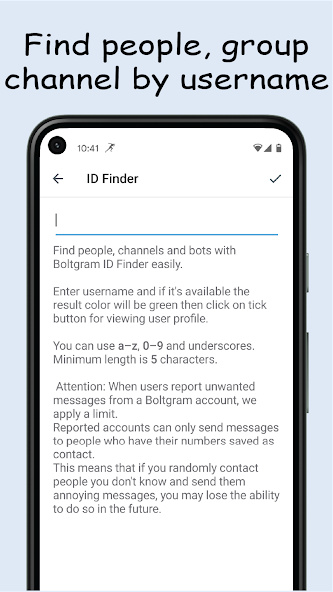 Find people, group
channel by username
10:41
ID Finder
Find people, channels and bots with
Boltgram ID Finder easily.
Enter username and if it's available the
result color will be green then click on tick
button for viewing user profile.
You can use a–z, 0–9 and underscores.
Minimum length is 5 characters.
Attention: When users report unwanted
messages from a Boltgram account, we
apply a limit.
Reported accounts can only send messages
to people who have their numbers saved as
contact.
This means that if you randomly contact
people you don't know and send them
annoying messages, you may lose the ability
to do so in the future.